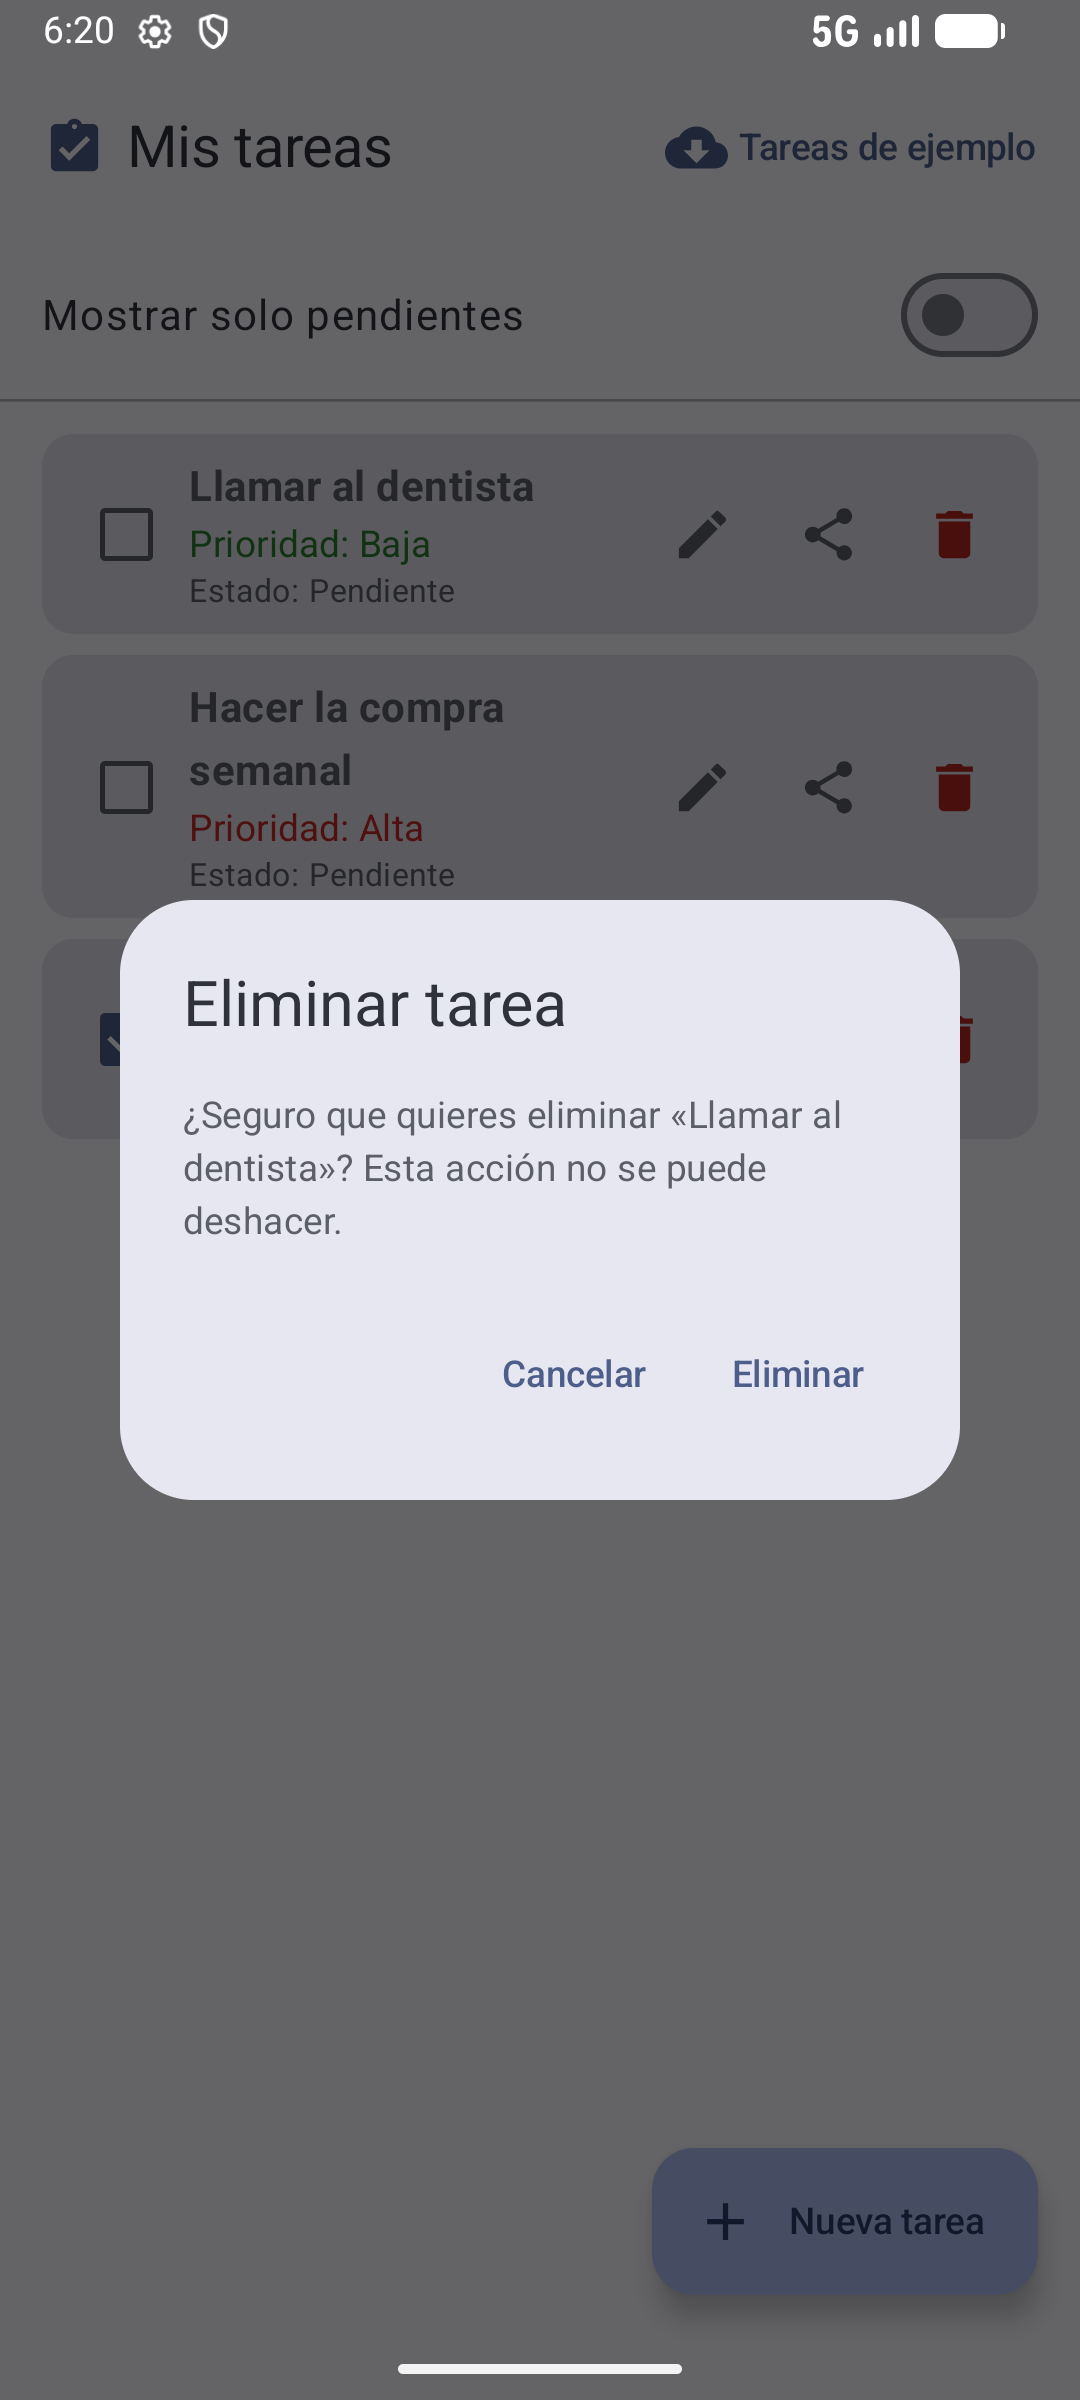 6:20
5G
Mis tareas
Tareas de ejemplo
Mostrar solo pendientes
Llamar al dentista
Prioridad: Baja
Estado: Pendiente
Hacer la compra
semanal
Prioridad: Alta
Estado: Pendiente
Eliminar tarea
¿Seguro que quieres eliminar «Llamar al
dentista»? Esta acción no se puede
deshacer.
Cancelar
Eliminar
Nueva tarea